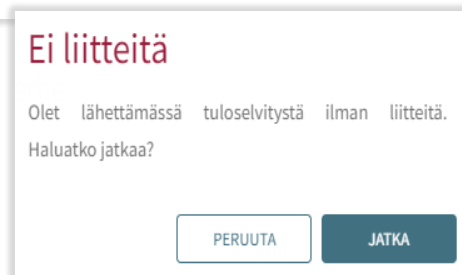 Ei liitteitä
Olet lähettämässä tuloselvitystä ilman liitteitä.
Haluatko jatkaa?
PERUUTA JATKA